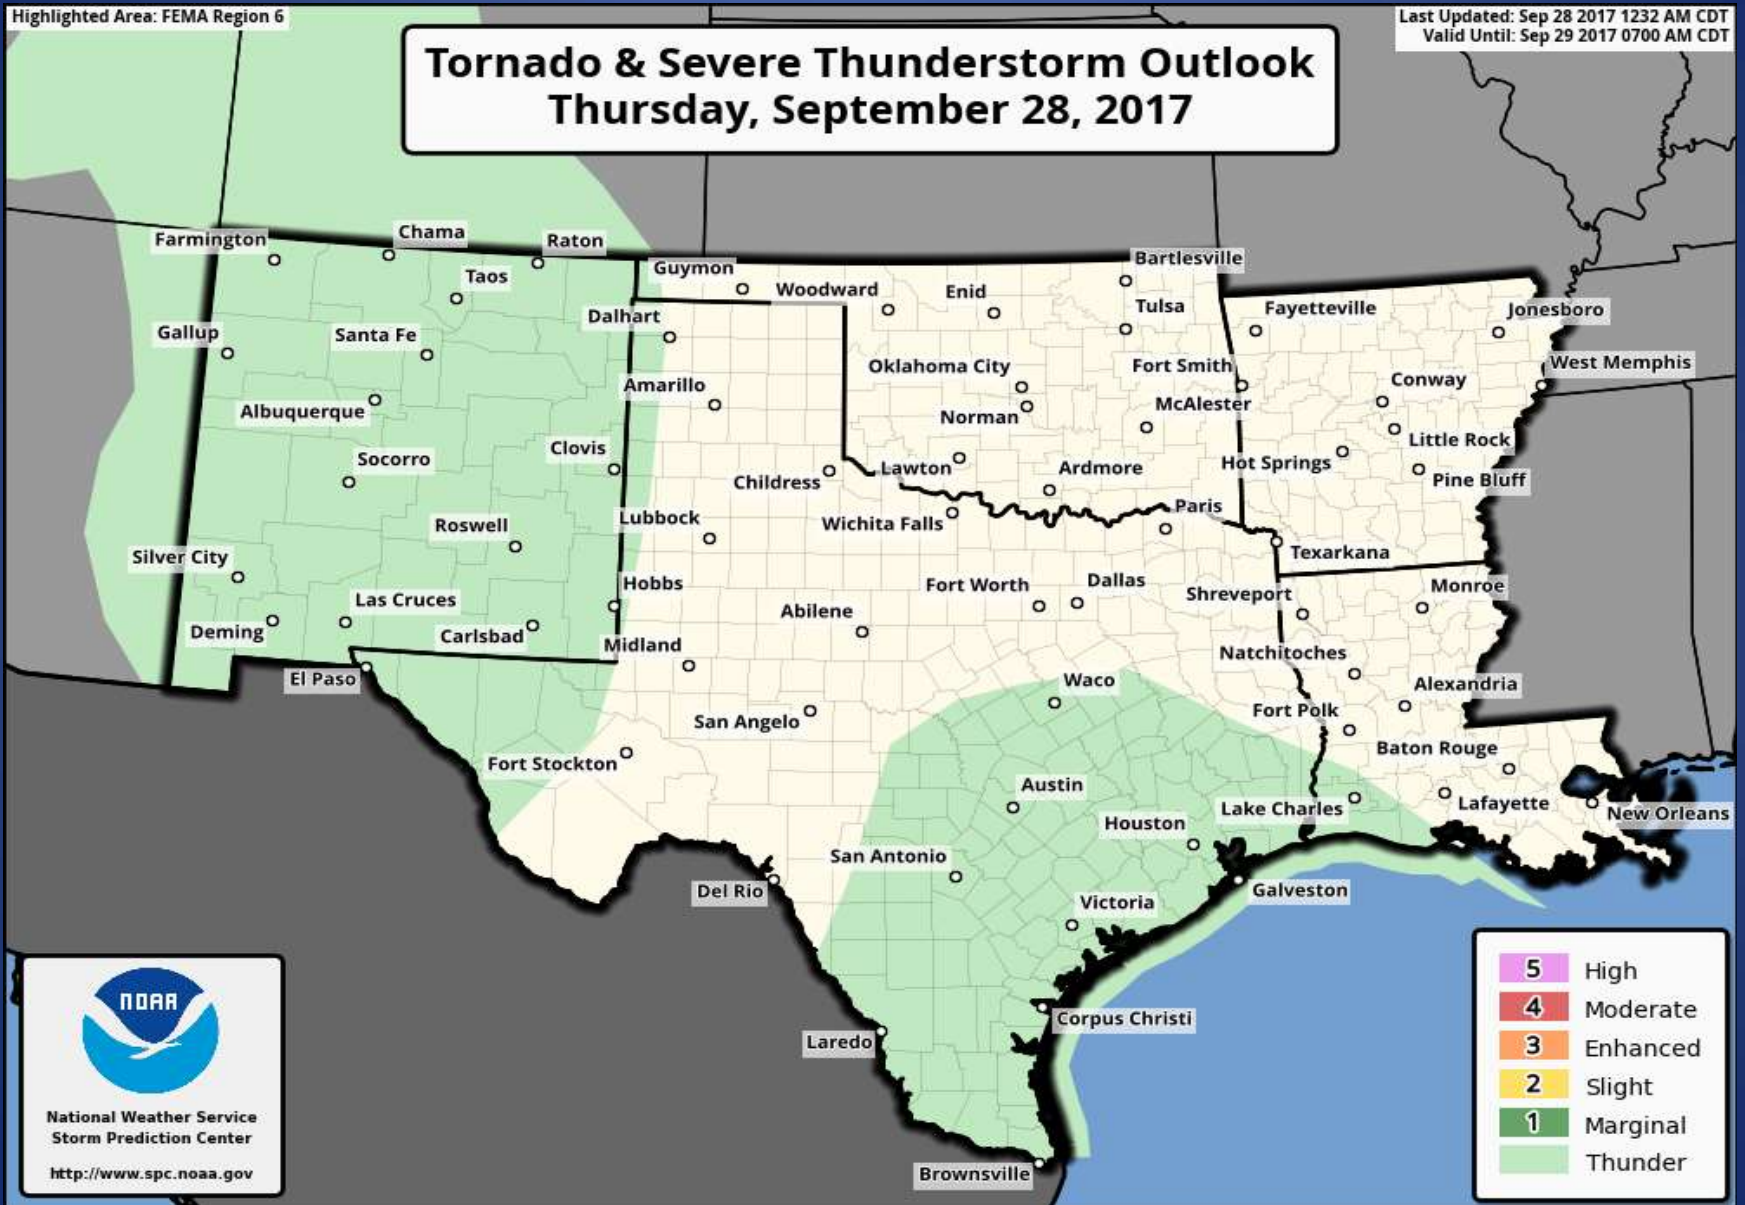 Highlighted Area: FEMA Region 6
Last Updated: Sep 28 2017 1232 AM CDT
Valid Until: Sep 29 2017 0700 AM CDT
Tornado & Severe Thunderstorm Outlook
Thursday, September 28, 2017
Farmington
Chama
Raton
Taos
Guymon
Woodward
Enid
Bartlesville
Tulsa
Fayetteville
Jonesboro
Gallup
Santa Fe
Dalhart
Oklahoma City
Fort Smith
Conway
West Memphis
Albuquerque
Amarillo
Norman
McAlester
Little Rock
Socorro
Clovis
Childress
Lawton
Ardmore
Hot Springs
Pine Bluff
Roswell
Lubbock
Wichita Falls
Paris
Texarkana
Silver City
Las Cruces
Hobbs
Fort Worth
Dallas
Shreveport
Monroe
Deming
Carlsbad
Midland
Abilene
Natchitoches
El Paso
Waco
Alexandria
San Angelo
Fort Polk
Fort Stockton
Baton Rouge
Austin
Lake Charles
Lafayette
New Orleans
Houston
San Antonio
Del Rio
Galveston
Victoria
Corpus Christi
Laredo
Brownsville
NOAA
National Weather Service
Storm Prediction Center
http://www.spc.noaa.gov
5 High
4 Moderate
3 Enhanced
2 Slight
1 Marginal
Thunder